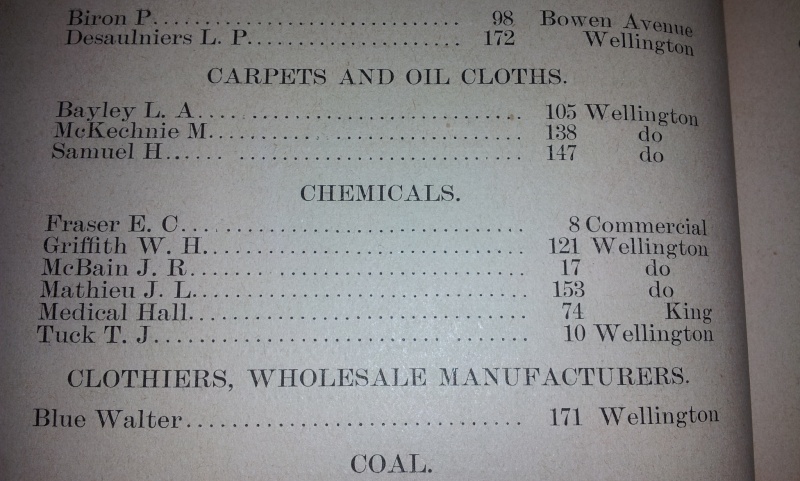 Biron P................................ 98 Bowen Avenue
Desaulniers L. P...................... 172 Wellington
CARPETS AND OIL CLOTHS.
Bayley L. A................................ 105 Wellington
McKechnie M................................ 138 do
Samuel H...... ............................ 147 do
CHEMICALS.
Fraser E. C................................ 8 Commercial
Griffith W. H.............................. 121 Wellington
McBain J. R................................ 17 do
Mathieu J. L............................... 153 do
Medical Hall............................... 74 King
Tuck T. J.................................. 10 Wellington
CLOTHIERS, WHOLESALE MANUFACTURERS.
Blue Walter................................ 171 Wellington
COAL.